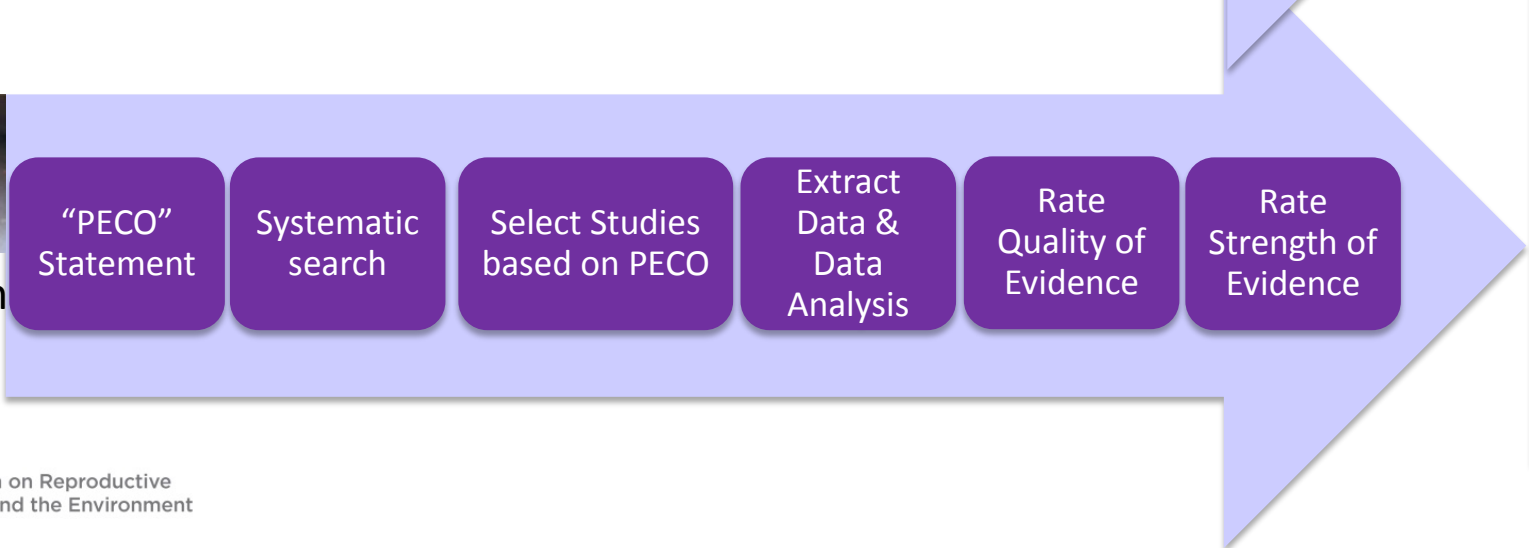 “PECO”
Statement
Systematic
search
Select Studies
based on PECO
Extract
Data &
Data
Analysis
Rate
Quality of
Evidence
Rate
Strength of
Evidence
on Reproductive
and the Environment